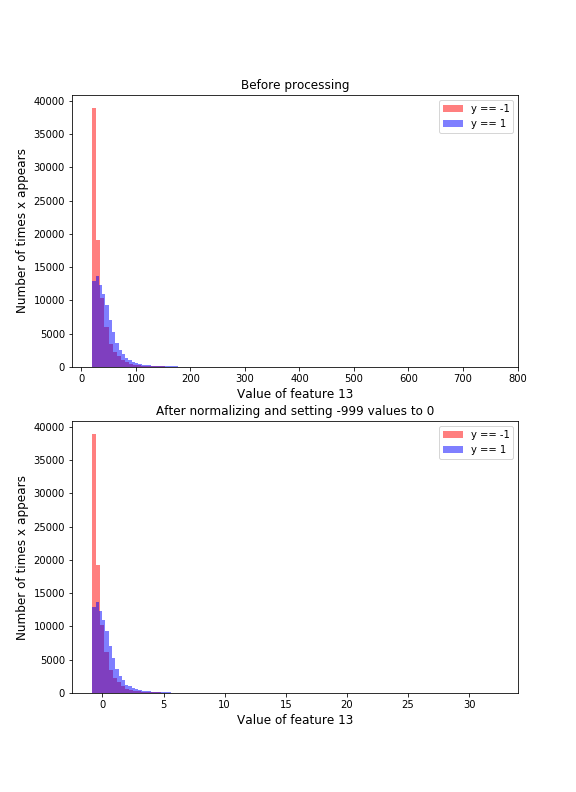 Before processing
40000
35000
30000
25000
20000
15000
10000
5000
0
Number of times x appears
y == -1
y == 1
0 100 200 300 400 500 600 700 800
Value of feature 13
After normalizing and setting -999 values to 0
40000
35000
30000
25000
20000
15000
10000
5000
0
Number of times x appears
y == -1
y == 1
0 5 10 15 20 25 30
Value of feature 13